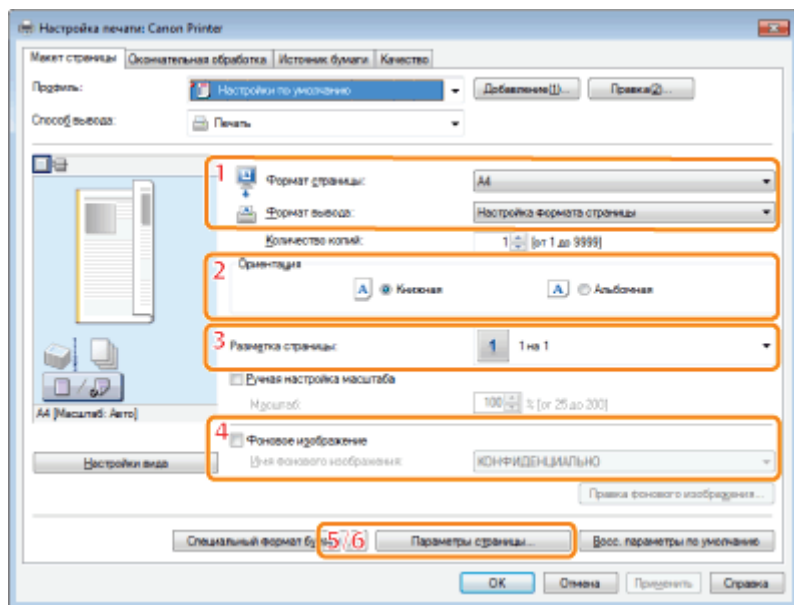 Настройка печати: Canon Printer
Макет страницы Окончательная обработка Источник бумаги Качество
Профиль: Настройки по умолчанию Добавление(1)... Правка(2)...
Способ вывода: Печать
1 Формат страницы: A4
Формат вывода: Настройка формата страницы
Количество копий: 1 [от 1 до 9999]
2 Ориентация
A Книжная A Альбомная
3 Разметка страницы: 1 1 на 1
Ручная настройка масштаба
Масштаб: 100 % [от 25 до 200]
A4 [Масштаб: Авто]
4 Фоновое изображение
Настройки вида Имя фонового изображения: КОНФИДЕНЦИАЛЬНО
Правка фонового изображения...
Специальный формат 5/6 Параметры страницы... Восс. параметры по умолчанию
OK Отмена Применить Справка